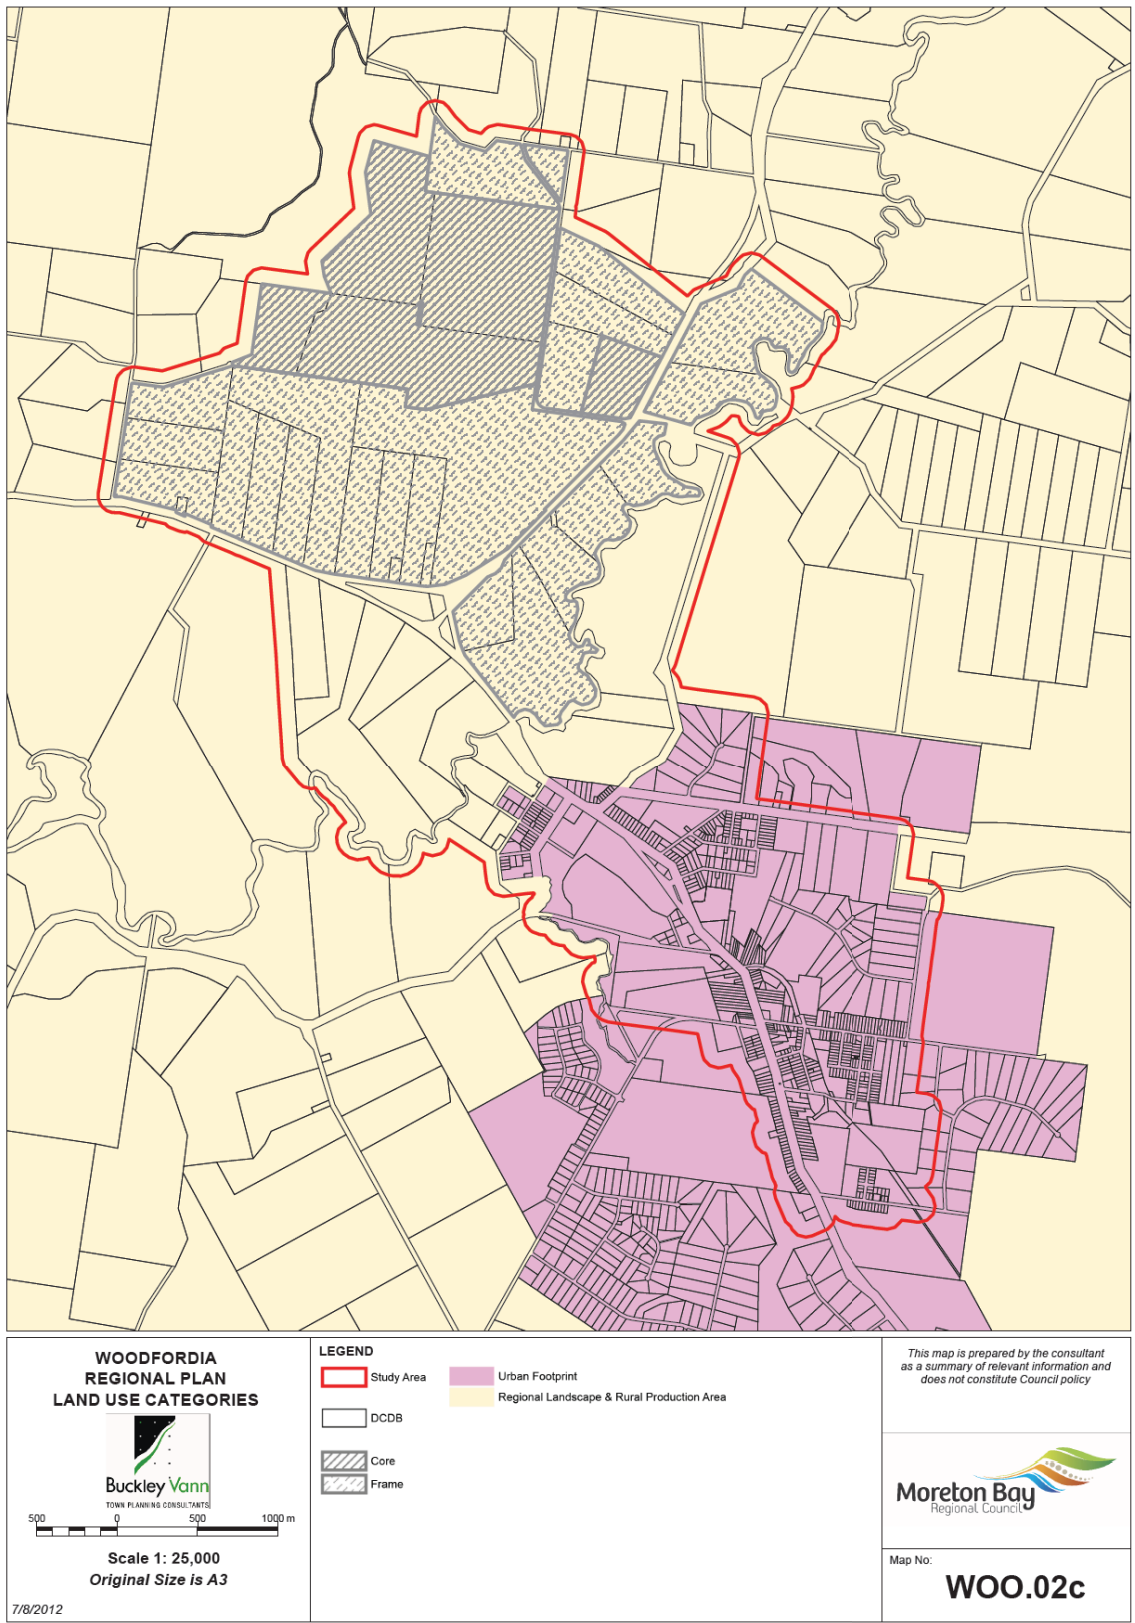 WOODFORDIA
REGIONAL PLAN
LAND USE CATEGORIES
Buckley Vann
TOWN PLANNING CONSULTANTS
500 0 500 1000 m
Scale 1: 25,000
Original Size is A3
7/8/2012
LEGEND
Study Area
DCDB
Core
Frame
Urban Footprint
Regional Landscape & Rural Production Area
This map is prepared by the consultant
as a summary of relevant information and
does not constitute Council policy
Moreton Bay
Regional Council
Map No:
WOO.02c